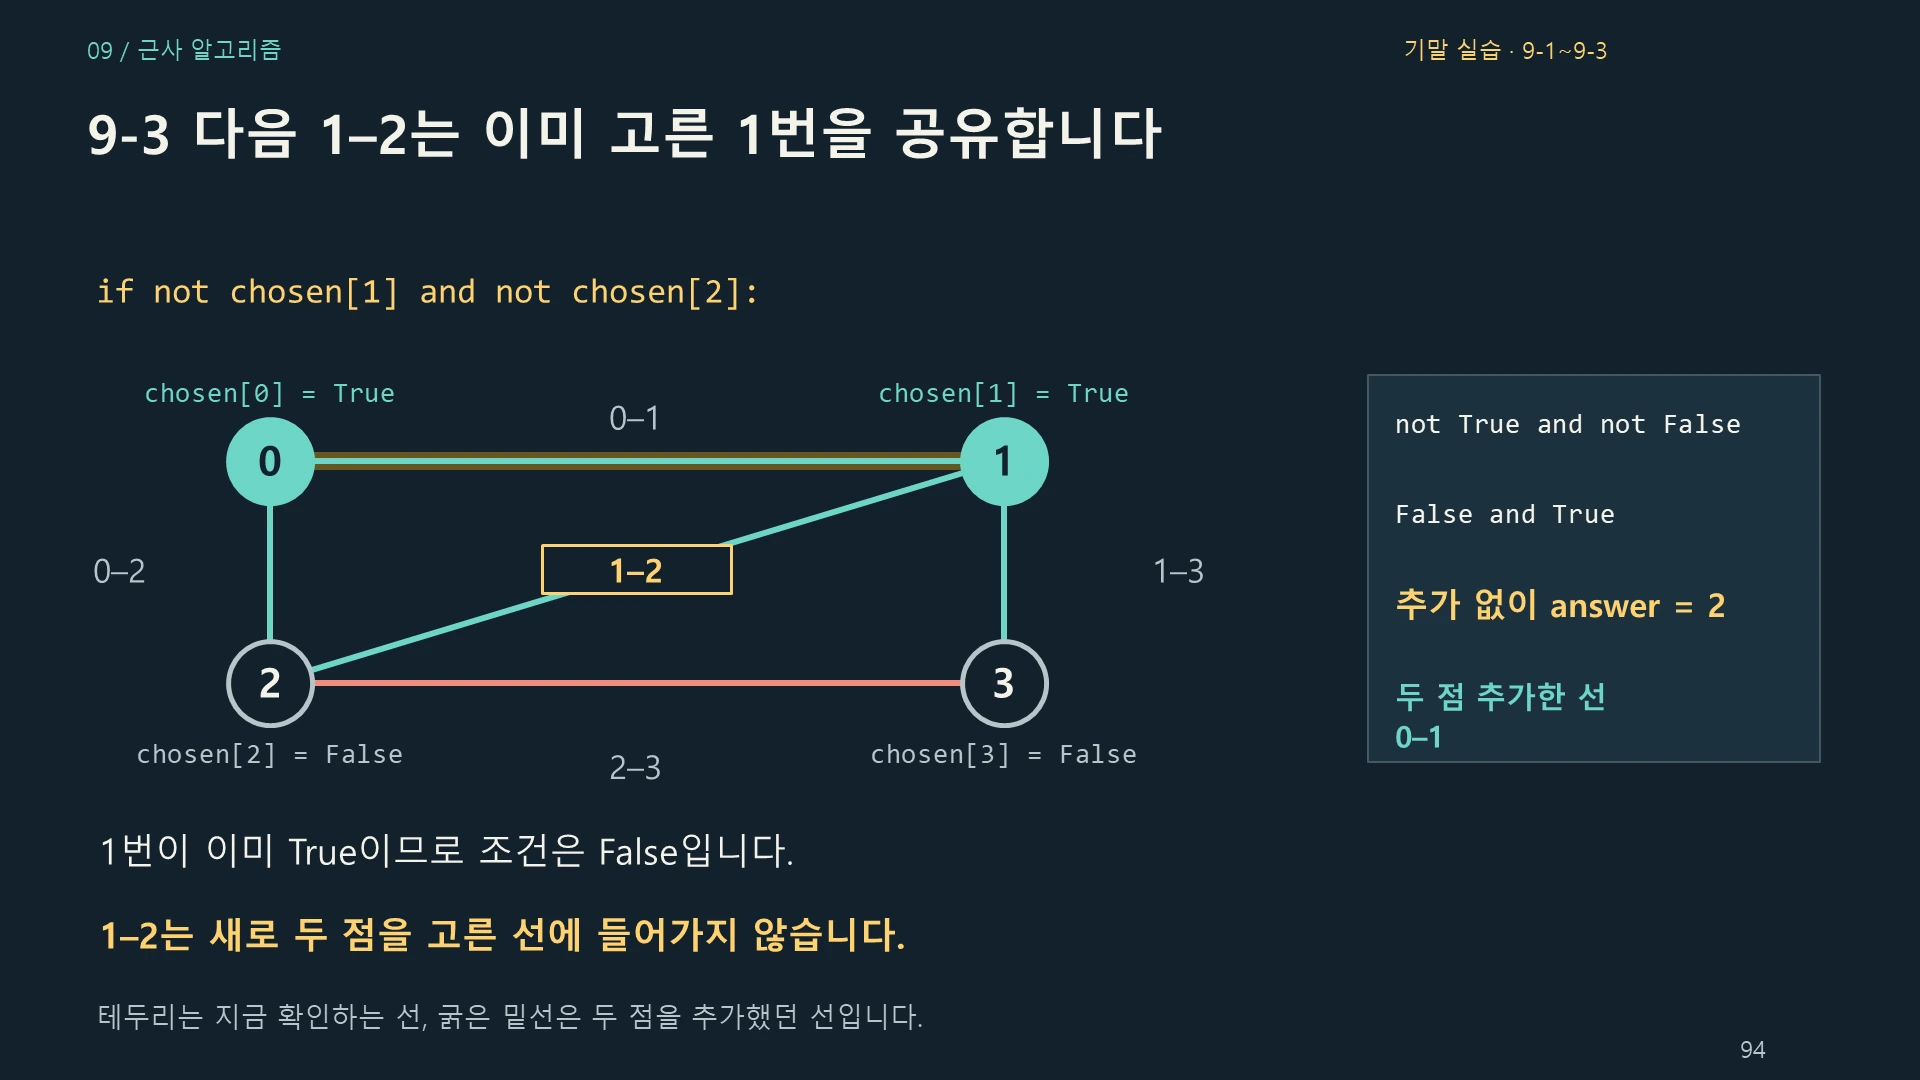 09 / 근사 알고리즘
기말 실습 · 9-1~9-3
9-3 다음 1–2는 이미 고른 1번을 공유합니다
if not chosen[1] and not chosen[2]:
chosen[0] = True
0–1
chosen[1] = True
0
1
0–2
1–2
1–3
2
3
chosen[2] = False
2–3
chosen[3] = False
not True and not False
False and True
추가 없이 answer = 2
두 점 추가한 선
0–1
1번이 이미 True이므로 조건은 False입니다.
1–2는 새로 두 점을 고른 선에 들어가지 않습니다.
테두리는 지금 확인하는 선, 굵은 밑선은 두 점을 추가했던 선입니다.
94